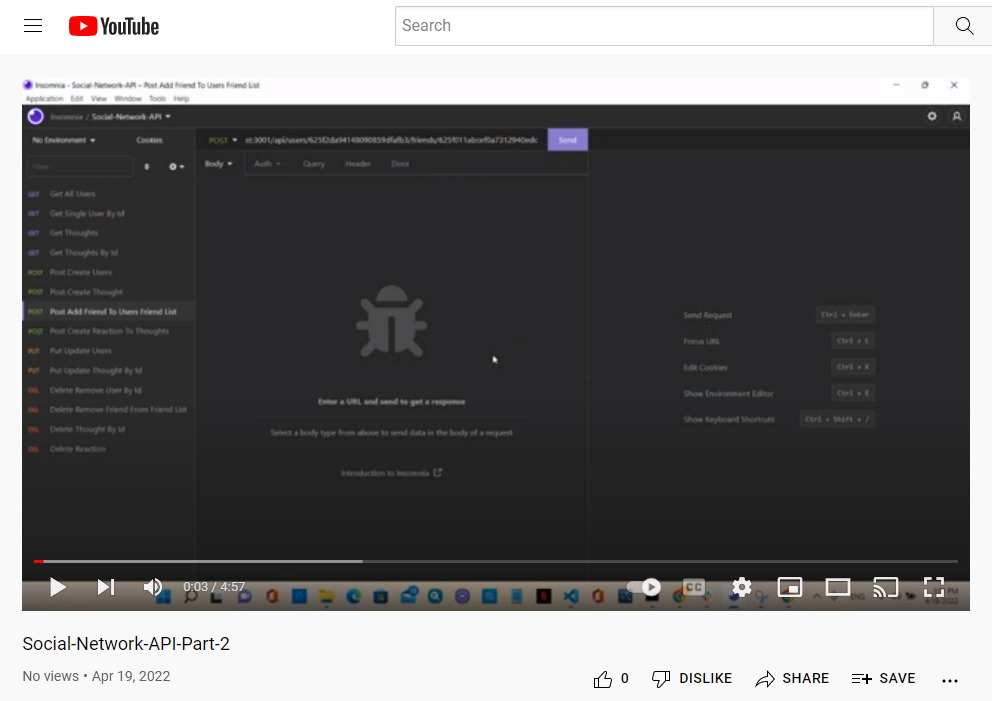 YouTube
Search
Insomnia - Social-Network-API – Post Add Friend To Users Friend List
Application Edit View Window Tools Help
Insomnia / Social-Network-API
No Environment Cookies
POST st:3001/api/users/ /friends/ Send
Filter
Body Auth Query Header Docs
GET Get All Users
GET Get Single User By Id
GET Get Thoughts
GET Get Thoughts By Id
POST Post Create Users
POST Post Create Thought
POST Post Add Friend To Users Friend List
POST Post Create Reaction To Thoughts
PUT Put Update Users
PUT Put Update Thought By Id
DEL Delete Remove User By Id
DEL Delete Remove Friend From Friend List
DEL Delete Thought By Id
DEL Delete Reaction
Enter a URL and send to get a response
Select a body type from above to send data in the body of a request
Introduction to Insomnia
Send Request Ctrl + Enter
Focus URL Ctrl + L
Edit Cookies Ctrl + K
Show Environment Editor Ctrl + E
Show Keyboard Shortcuts Ctrl + Shift + /
0:03 / 4:57
CC
ENG
PM
Social-Network-API-Part-2
No views • Apr 19, 2022
0 DISLIKE SHARE SAVE